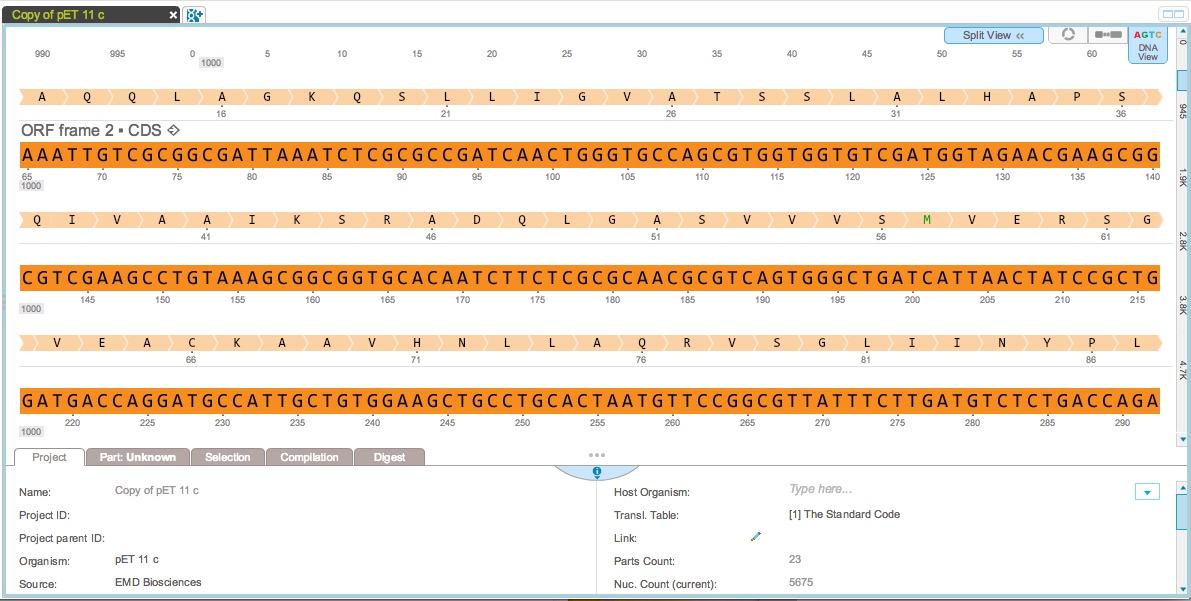 Copy of pET 11 c
Split View «
AGTC
DNA
View
990 995 0 5 10 15 20 25 30 35 40 45 50 55 60
1000
A Q Q L A G K Q S L L I G V A T S S L A L H A P S
16 21 26 31 36
ORF frame 2 ▪ CDS
AAATTGTCGCGGCGATTAAATCTCGCGCCGATCAACTGGGTGCCAGCGTGGTGGTGTCGATGGTAGAACGAAGCGG
65 70 75 80 85 90 95 100 105 110 115 120 125 130 135 140
1000
Q I V A A I K S R A D Q L G A S V V V S M V E R S G
41 46 51 56 61
CGTCGAAGCCTGTAAAGCGGCGGTGCACAATCTTCTCGCGCAACGCGTCAGTGGGCTGATCATTAACTATCCGCTG
145 150 155 160 165 170 175 180 185 190 195 200 205 210 215
1000
V E A C K A A V H N L L A Q R V S G L I I N Y P L
66 71 76 81 86
GATGACCAGGATGCCATTGCTGTGGAAGCTGCCTGCACTAATGTTCCGGCGTTATTTCTTGATGTCTCTGACCAGA
220 225 230 235 240 245 250 255 260 265 270 275 280 285 290
1000
0
945
1.9K
2.8K
3.8K
4.7K
Project Part: Unknown Selection Compilation Digest
Name: Copy of pET 11 c
Project ID:
Project parent ID:
Organism: pET 11 c
Source: EMD Biosciences
Host Organism: Type here...
Transl. Table: [1] The Standard Code
Link:
Parts Count: 23
Nuc. Count (current): 5675